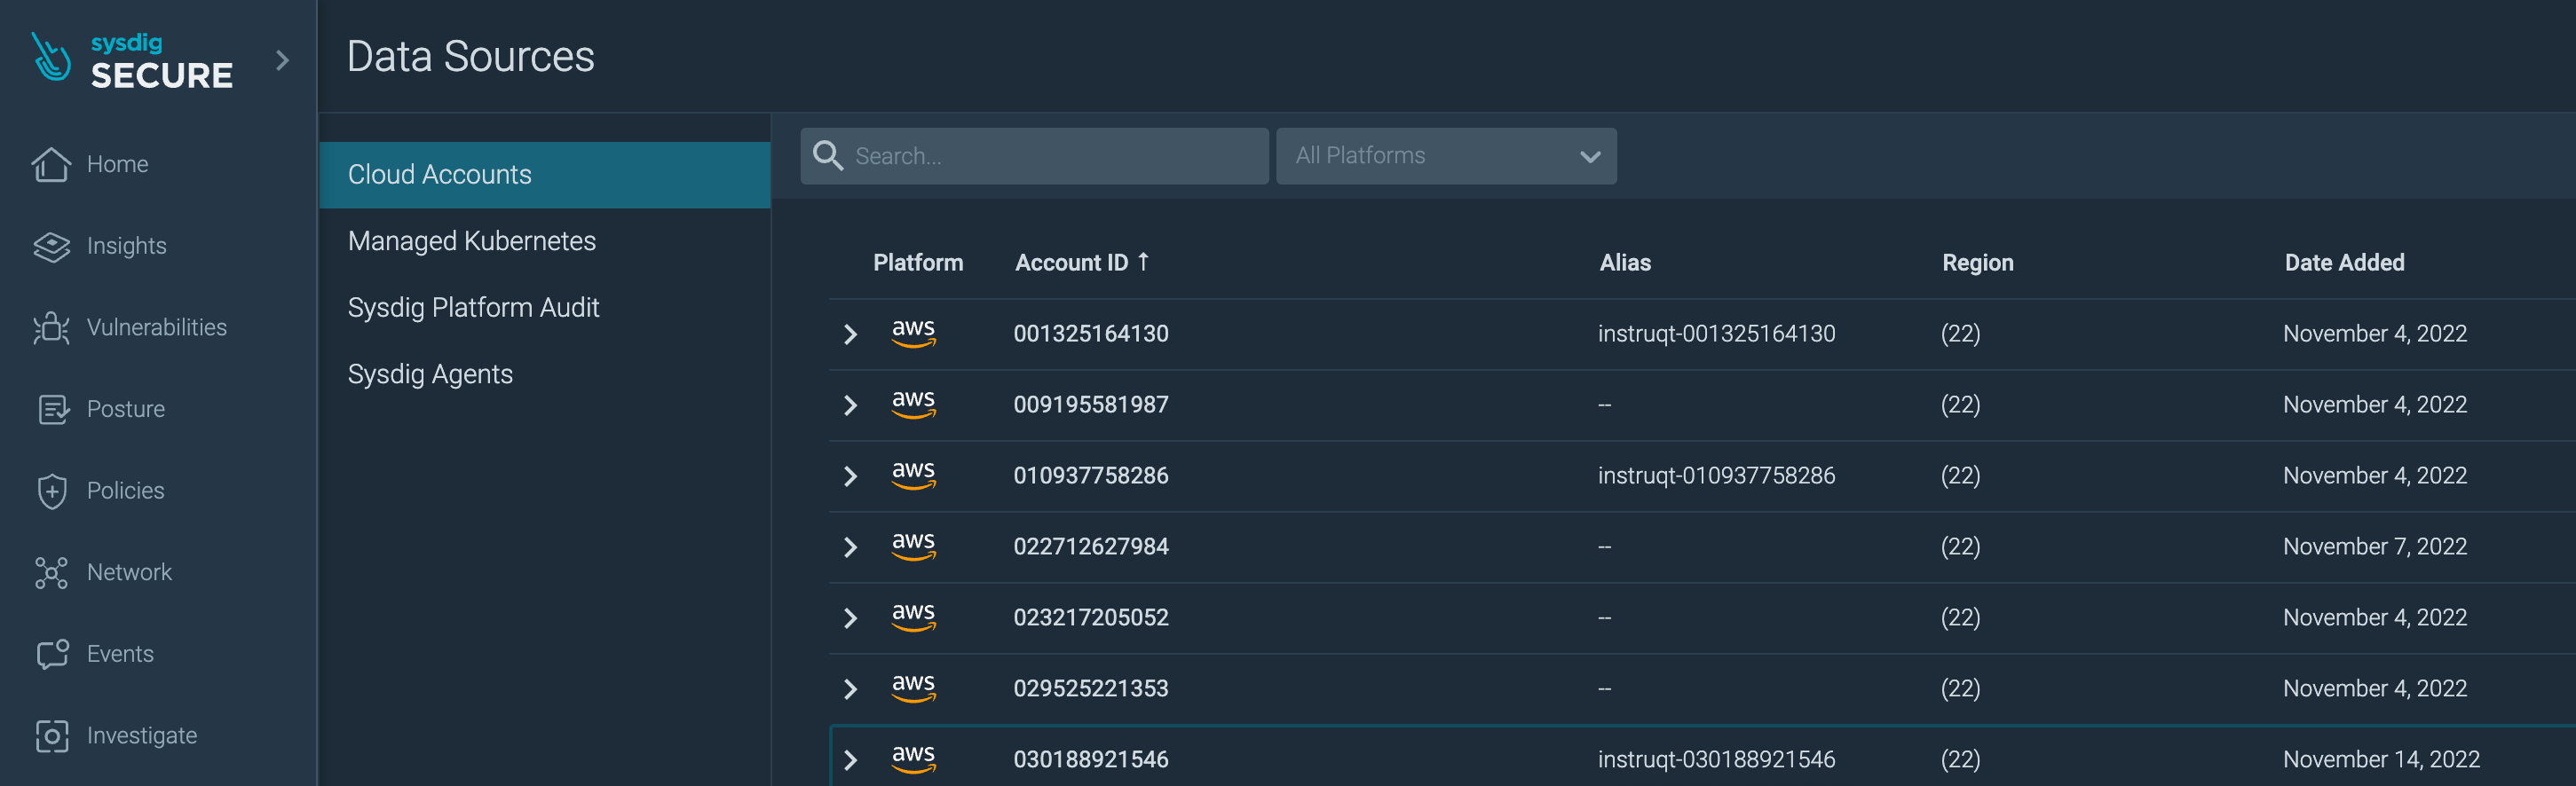 sysdig
SECURE
Data Sources
Home
Insights
Vulnerabilities
Posture
Policies
Network
Events
Investigate
Cloud Accounts
Managed Kubernetes
Sysdig Platform Audit
Sysdig Agents
Search...
All Platforms
Platform Account ID ↑ Alias Region Date Added
aws 001325164130 instruqt-001325164130 (22) November 4, 2022
aws 009195581987 -- (22) November 4, 2022
aws 010937758286 instruqt-010937758286 (22) November 4, 2022
aws 022712627984 -- (22) November 7, 2022
aws 023217205052 -- (22) November 4, 2022
aws 029525221353 -- (22) November 4, 2022
aws 030188921546 instruqt-030188921546 (22) November 14, 2022